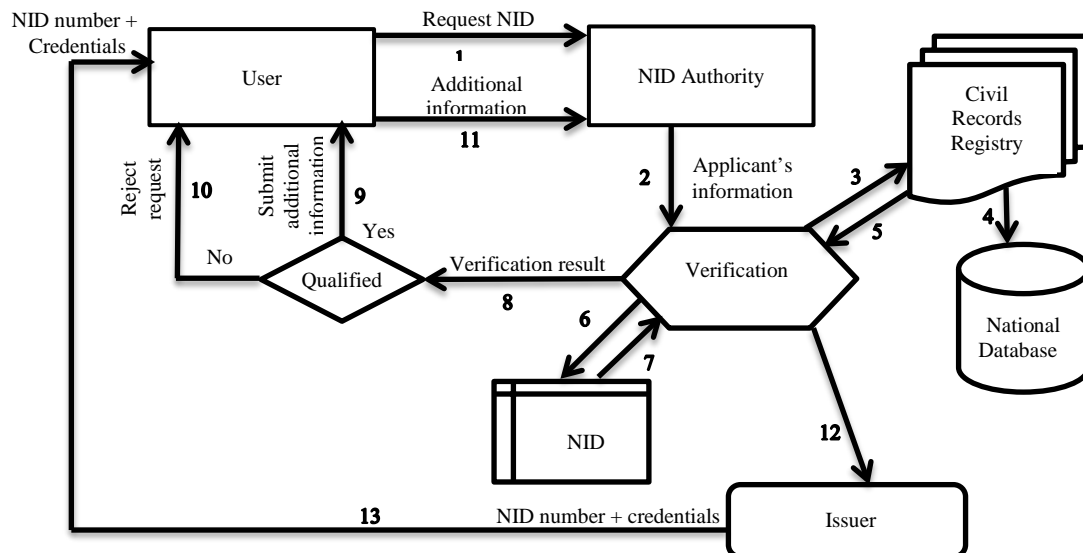 NID number +
Credentials
Request NID
1
User
NID Authority
Additional
information
11
Civil
Records
Registry
Reject
request
10
Submit
additional
information
9
2
Applicant's
information
3
4
5
No
Yes
Qualified
Verification result
8
Verification
6
7
National
Database
NID
12
13
NID number + credentials
Issuer